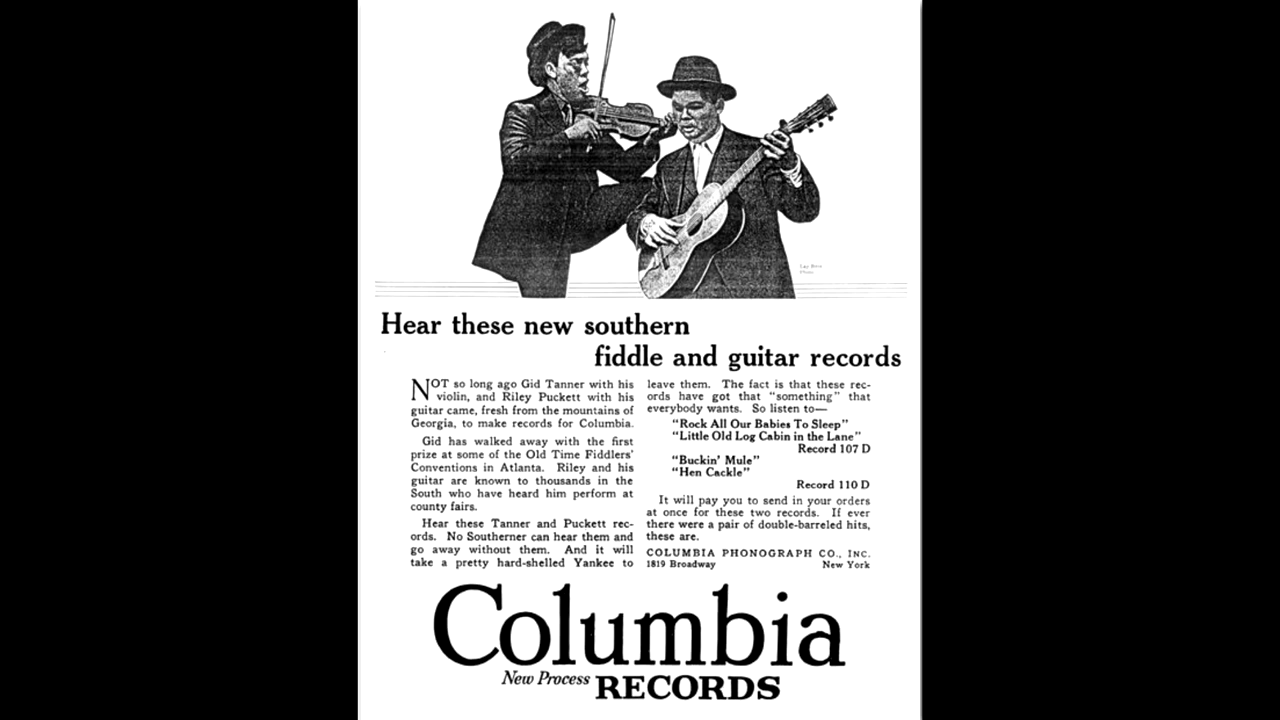 Hear these new southern
fiddle and guitar records
NOT so long ago Gid Tanner with his
violin, and Riley Puckett with his
guitar came, fresh from the mountains of
Georgia, to make records for Columbia.
Gid has walked away with the first
prize at some of the Old Time Fiddlers'
Conventions in Atlanta. Riley and his
guitar are known to thousands in the
South who have heard him perform at
county fairs.
Hear these Tanner and Puckett rec-
ords. No Southerner can hear them and
go away without them. And it will
take a pretty hard-shelled Yankee to
leave them. The fact is that these rec-
ords have got that "something" that
everybody wants. So listen to—
"Rock All Our Babies To Sleep"
"Little Old Log Cabin in the Lane"
Record 107 D
"Buckin' Mule"
"Hen Cackle"
Record 110 D
It will pay you to send in your orders
at once for these two records. If ever
there were a pair of double-barreled hits,
these are.
COLUMBIA PHONOGRAPH CO., INC.
1819 Broadway New York
Columbia
New Process RECORDS